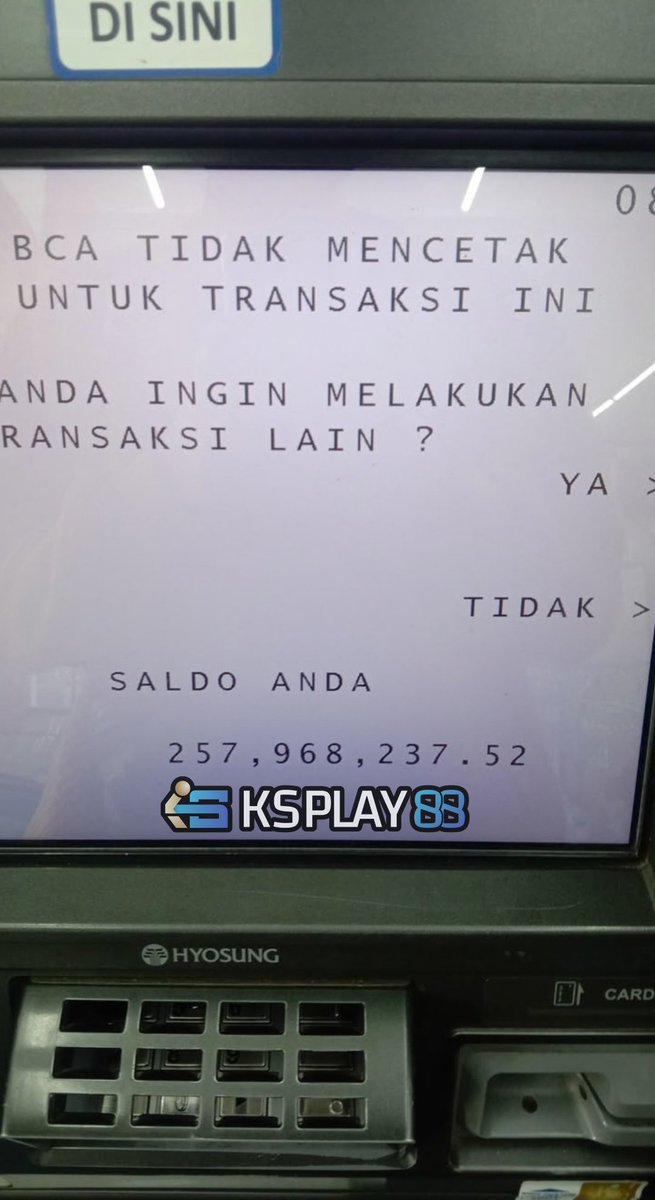 DI SINI
BCA TIDAK MENCETAK
UNTUK TRANSAKSI INI
ANDA INGIN MELAKUKAN
RANSAKSI LAIN ?
YA >
TIDAK >
SALDO ANDA
257,968,237.52
KSPLAY88
HYOSUNG
CARD